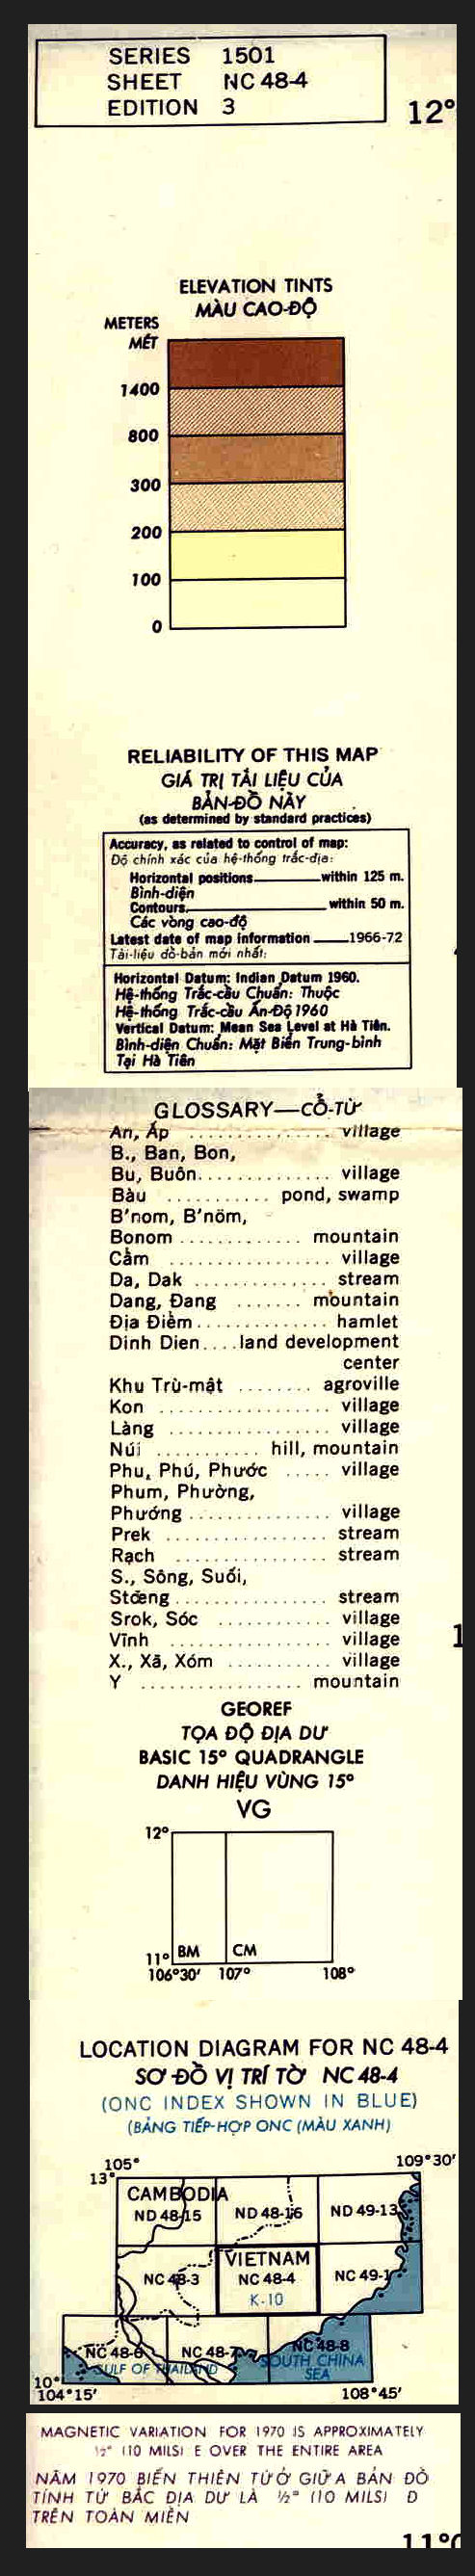 SERIES 1501
SHEET NC 48-4
EDITION 3
12°
ELEVATION TINTS
MÀU CAO-ĐỘ
METERS
MÉT
1400
800
300
200
100
0
RELIABILITY OF THIS MAP
GIÁ TRỊ TÀI LIỆU CỦA
BẢN-ĐỒ NÀY
(as determined by standard practices)
Accuracy, as related to control of map:
Độ chính xác của hệ-thống trắc-địa:
Horizontal positions within 125 m.
Bình-diện
Contours within 50 m.
Các vòng cao-độ
Latest date of map information 1966-72
Tài-liệu đồ-bản mới nhất:
Horizontal Datum: Indian Datum 1960.
Hệ-thống Trắc-cầu Chuẩn: Thuộc
Hệ-thống Trắc-cầu Ấn-Độ 1960
Vertical Datum: Mean Sea Level at Hà Tiên.
Bình-diện Chuẩn: Mặt Biển Trung-bình
Tại Hà Tiên
GLOSSARY—CỔ-TỪ
An, Ấp .............. village
B., Ban, Bon,
Bu, Buôn.............. village
Bàu ........... pond, swamp
B'nom, B'nöm,
Bonom ............. mountain
Cầm ................. village
Da, Dak .............. stream
Dang, Đang ....... mountain
Địa Điểm.............. hamlet
Dinh Dien....land development
center
Khu Trù-mật ........ agroville
Kon ................. village
Làng ................ village
Núi ........... hill, mountain
Phu, Phú, Phước ..... village
Phum, Phường,
Phướng .............. village
Prek ................. stream
Rạch ................ stream
S., Sông, Suối,
Stœng ............... stream
Srok, Sóc ........... village
Vĩnh ................ village
X., Xã, Xóm .......... village
Y ................. mountain
1
GEOREF
TỌA ĐỘ ĐỊA DƯ
BASIC 15° QUADRANGLE
DANH HIỆU VÙNG 15°
VG
12°
BM CM
11°
106°30' 107° 108°
LOCATION DIAGRAM FOR NC 48-4
SƠ ĐỒ VỊ TRÍ TỜ NC 48-4
(ONC INDEX SHOWN IN BLUE)
(BẢNG TIẾP-HỢP ONC (MÀU XANH)
105° 109°30'
13°
CAMBODIA
ND 48-15 ND 48-16 ND 49-13
VIETNAM
NC 48-3 NC 48-4 NC 49-1
K-10
NC 48-6 NC 48-7 NC 48-8
GULF OF THAILAND SOUTH CHINA
SEA
10°
104°15' 108°45'
MAGNETIC VARIATION FOR 1970 IS APPROXIMATELY
½° (10 MILS) E OVER THE ENTIRE AREA
NĂM 1970 BIẾN THIÊN TỪ Ở GIỮA BẢN ĐỒ
TÍNH TỪ BẮC ĐỊA DƯ LÀ ½° (10 MILS) Đ
TRÊN TOÀN MIỀN